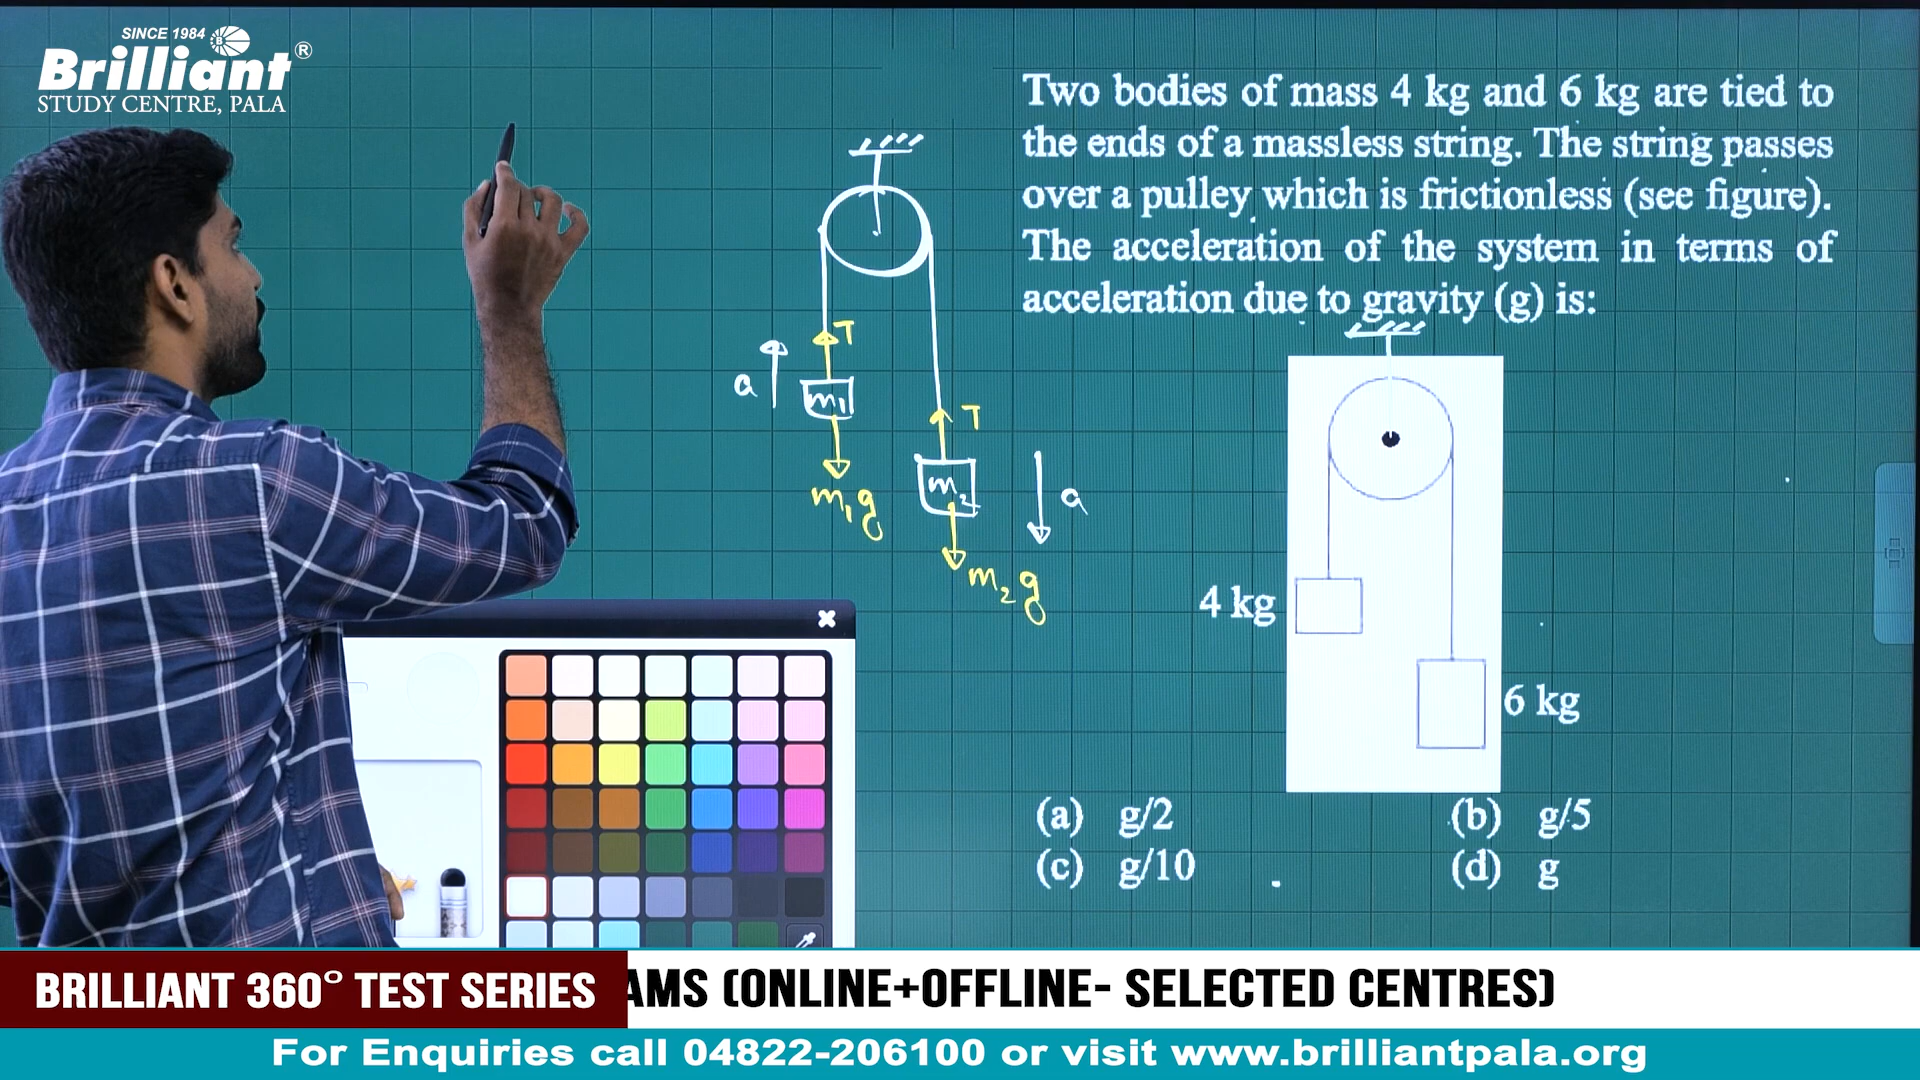 SINCE 1984
Brilliant®
STUDY CENTRE, PALA
Two bodies of mass 4 kg and 6 kg are tied to
the ends of a massless string. The string passes
over a pulley which is frictionless (see figure).
The acceleration of the system in terms of
acceleration due to gravity (g) is:
T
a
m₁
T
m₁g
m₂
a
m₂g
4 kg
6 kg
(a) g/2 (b) g/5
(c) g/10 (d) g
BRILLIANT 360° TEST SERIES
AMS (ONLINE+OFFLINE- SELECTED CENTRES)
For Enquiries call 04822-206100 or visit www.brilliantpala.org